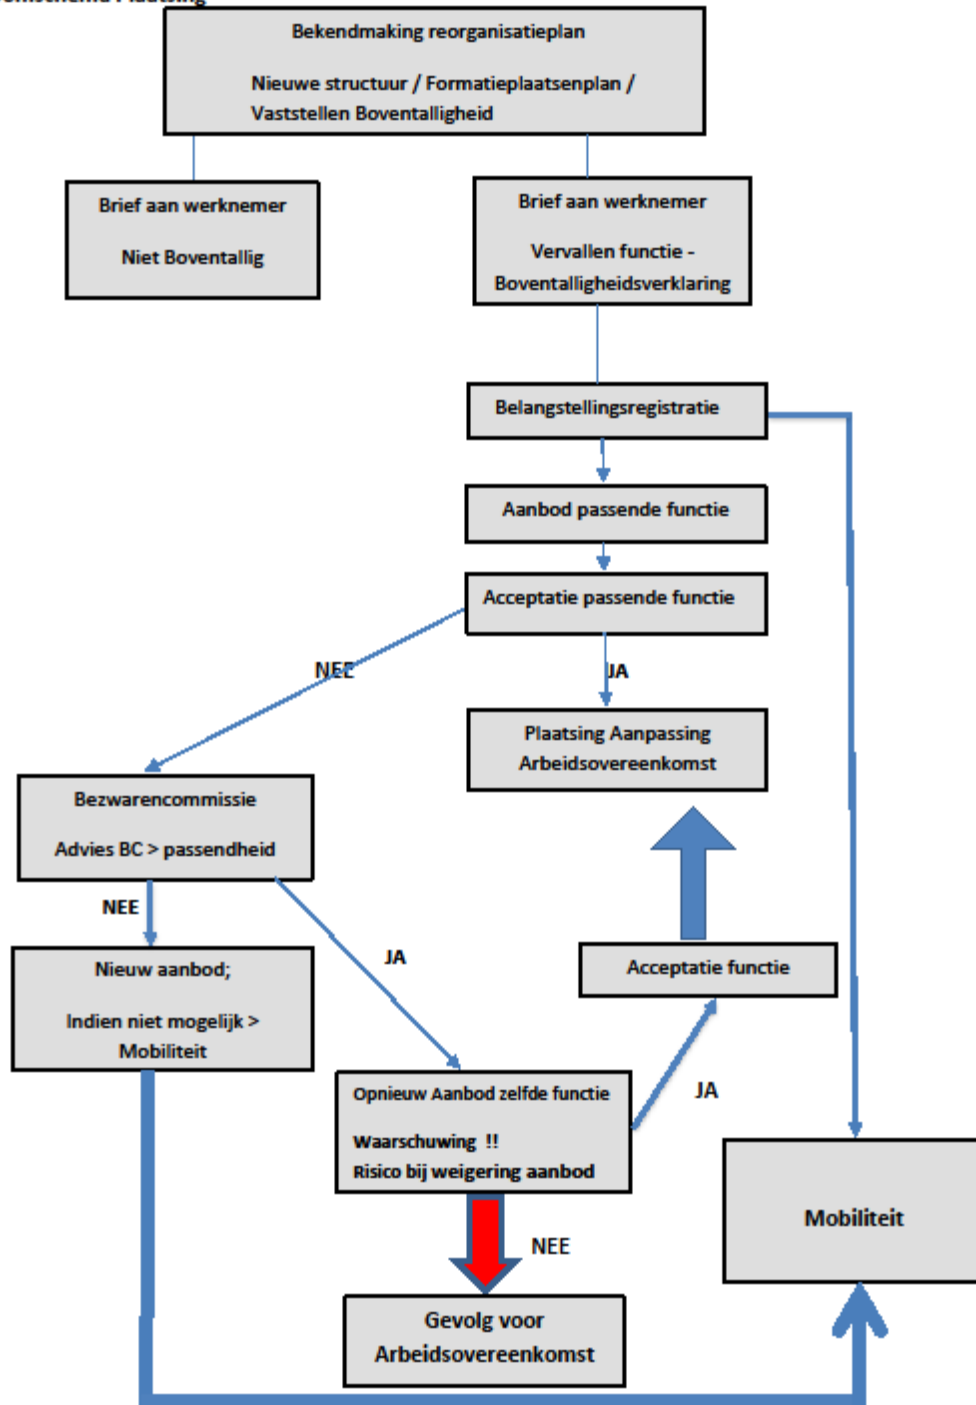 Bekendmaking reorganisatieplan
Nieuwe structuur / Formatieplaatsenplan /
Vaststellen Boventalligheid
Brief aan werknemer
Niet Boventallig
Brief aan werknemer
Vervallen functie -
Boventalligheidsverklaring
Belangstellingsregistratie
Aanbod passende functie
Acceptatie passende functie
NEE
JA
Plaatsing Aanpassing
Arbeidsovereenkomst
Bezwarencommissie
Advies BC > passendheid
NEE
JA
Nieuw aanbod;
Indien niet mogelijk >
Mobiliteit
Acceptatie functie
Opnieuw Aanbod zelfde functie
Waarschuwing !!
Risico bij weigering aanbod
JA
Mobiliteit
NEE
Gevolg voor
Arbeidsovereenkomst